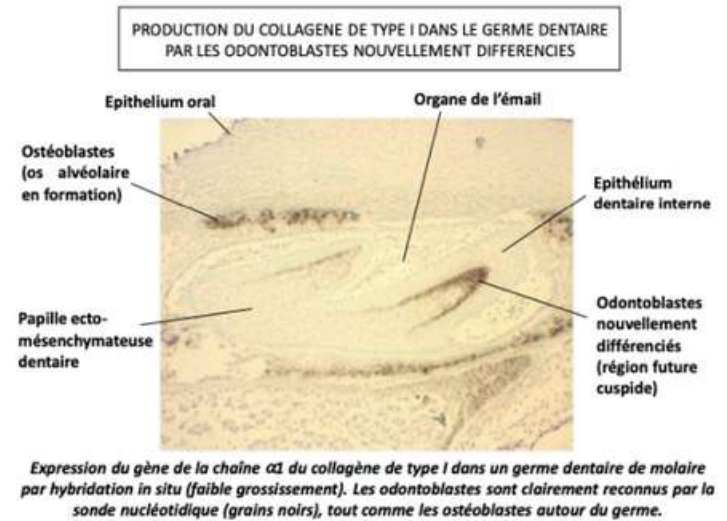 PRODUCTION DU COLLAGENE DE TYPE I DANS LE GERME DENTAIRE
PAR LES ODONTOBLASTES NOUVELLEMENT DIFFERENCIES
Epithelium oral
Organe de l'émail
Ostéoblastes
(os alvéolaire
en formation)
Epithélium
dentaire interne
Papille ecto-
mésenchymateuse
dentaire
Odontoblastes
nouvellement
différenciés
(région future
cuspide)
Expression du gène de la chaîne α1 du collagène de type I dans un germe dentaire de molaire
par hybridation in situ (faible grossissement). Les odontoblastes sont clairement reconnus par la
sonde nucléotidique (grains noirs), tout comme les ostéoblastes autour du germe.